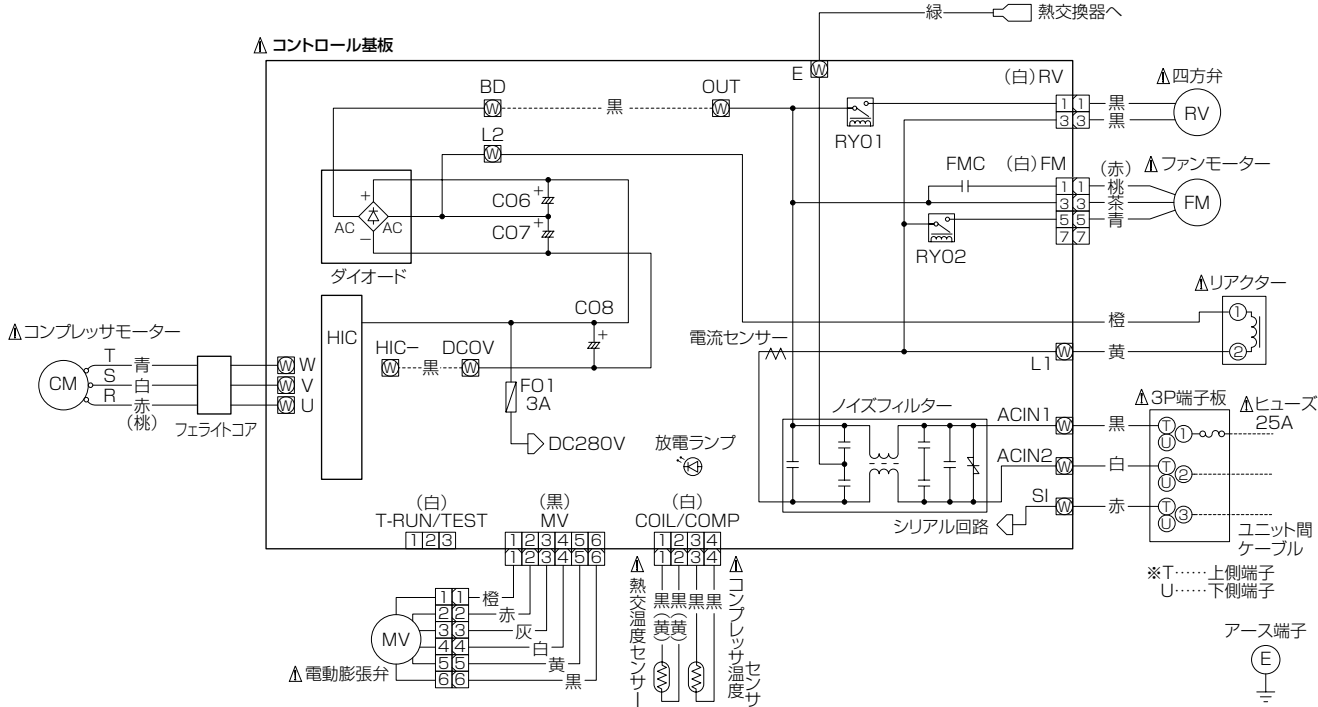 緑
熱交換器へ
⚠コントロール基板
E
W
(白)RV
⚠四方弁
BD
W
黒
OUT
W
RY01
1 1 黒
3 3 黒
RV
L2
W
FMC
(白)FM
(赤)
⚠ファンモーター
1 1 桃
3 3 茶
5 5 青
7 7
FM
RY02
+
AC AC
−
ダイオード
C06 +
C07 +
⚠リアクター
橙
①
②
黄
L1
W
電流センサー
HIC
C08
+
HIC−
W
黒
DC0V
W
F01
3A
DC280V
⚠コンプレッサモーター
CM
T 青
S 白
R 赤
(桃)
フェライトコア
W W
W V
W U
ノイズフィルター
ACIN1
W
黒
ACIN2
W
白
SI
W
赤
シリアル回路
⚠3P端子板
⚠ヒューズ
25A
T
U
①
T
U
②
T
U
③
ユニット間
ケーブル
※T……上側端子
U……下側端子
アース端子
E
放電ランプ
(白)
T-RUN/TEST
1 2 3
(黒)
MV
1 2 3 4 5 6
1 2 3 4 5 6
(白)
COIL/COMP
1 2 3 4
1 2 3 4
MV
⚠電動膨張弁
1 1 橙
2 2 赤
3 3 灰
4 4 白
5 5 黄
6 6 黒
⚠熱交温度センサー
黒(黄)
黒(黄)
黒
黒
⚠コンプレッサ温度
センサ